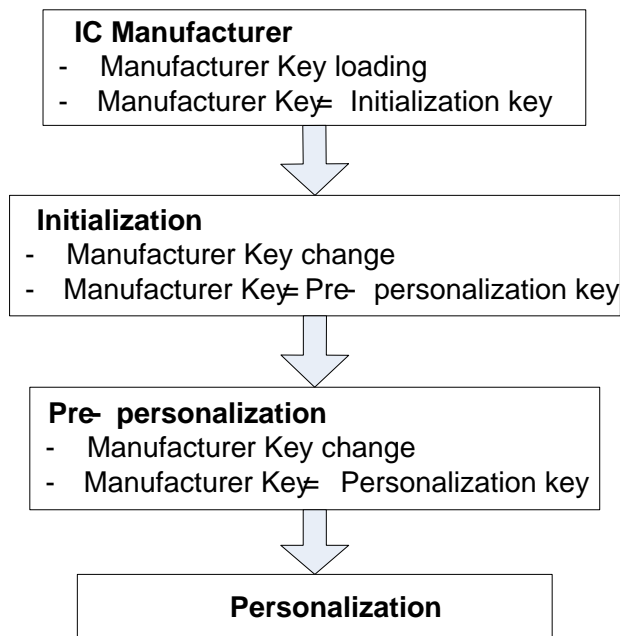 IC Manufacturer
- Manufacturer Key loading
- Manufacturer Key= Initialization key
Initialization
- Manufacturer Key change
- Manufacturer Key= Pre- personalization key
Pre- personalization
- Manufacturer Key change
- Manufacturer Key= Personalization key
Personalization